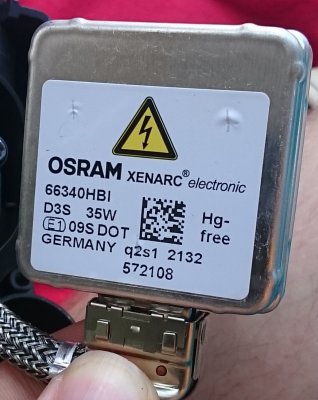 OSRAM XENARC® electronic
66340HBI
D3S 35W
Hg-
free
E1 09S DOT
GERMANY q2s1 2132
572108